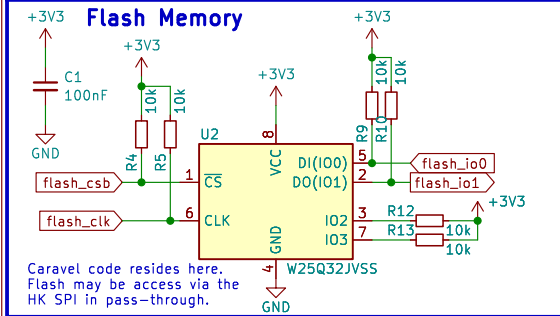 Flash Memory
+3V3
C1
100nF
GND
+3V3
10k
10k
R4
R5
flash_csb
flash_clk
+3V3
U2
8
VCC
1
CS
6
CLK
DI(IO0)
5
DO(IO1)
2
IO2
3
IO3
7
GND
4
W25Q32JVSS
GND
+3V3
10k
10k
R9
R10
flash_io0
flash_io1
+3V3
R12
10k
R13
10k
Caravel code resides here.
Flash may be access via the
HK SPI in pass-through.